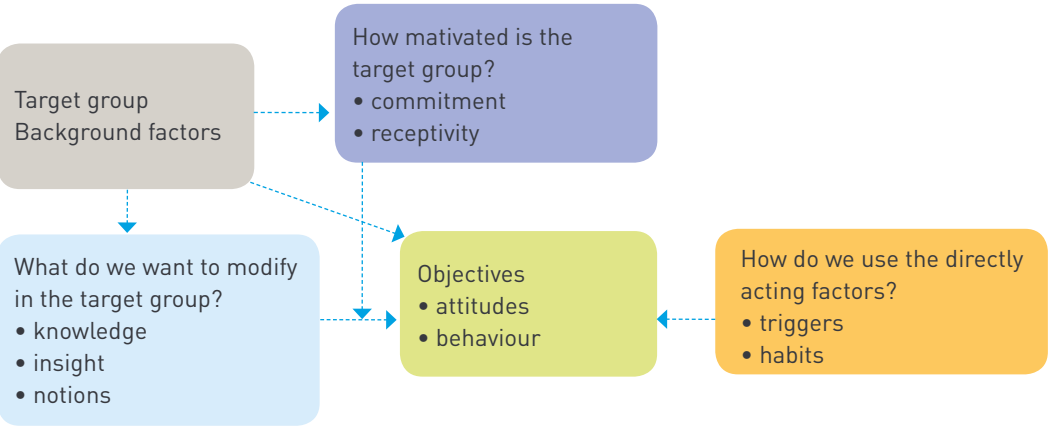 Target group
Background factors
How mativated is the
target group?
• commitment
• receptivity
What do we want to modify
in the target group?
• knowledge
• insight
• notions
Objectives
• attitudes
• behaviour
How do we use the directly
acting factors?
• triggers
• habits